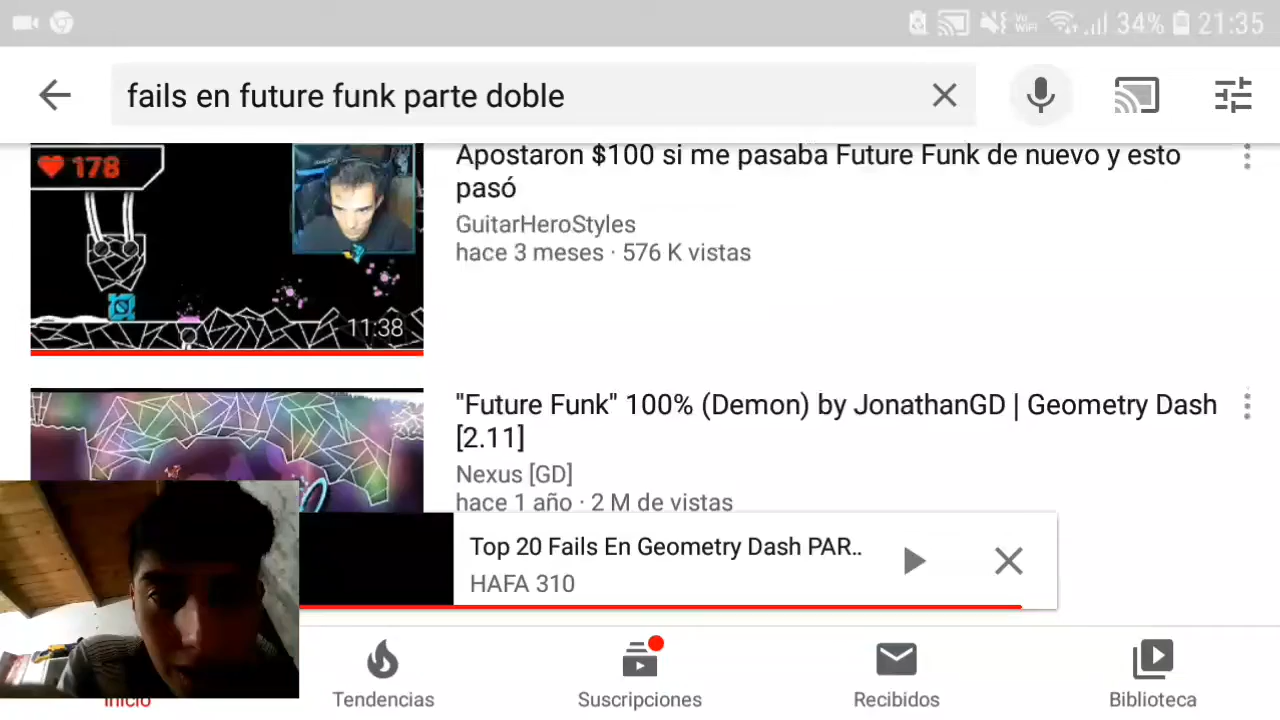 34% 21:35
fails en future funk parte doble
178
11:38
Apostaron $100 si me pasaba Future Funk de nuevo y esto
pasó
GuitarHeroStyles
hace 3 meses · 576 K vistas
"Future Funk" 100% (Demon) by JonathanGD | Geometry Dash
[2.11]
Nexus [GD]
hace 1 año · 2 M de vistas
Top 20 Fails En Geometry Dash PAR..
HAFA 310
Inicio
Tendencias
Suscripciones
Recibidos
Biblioteca